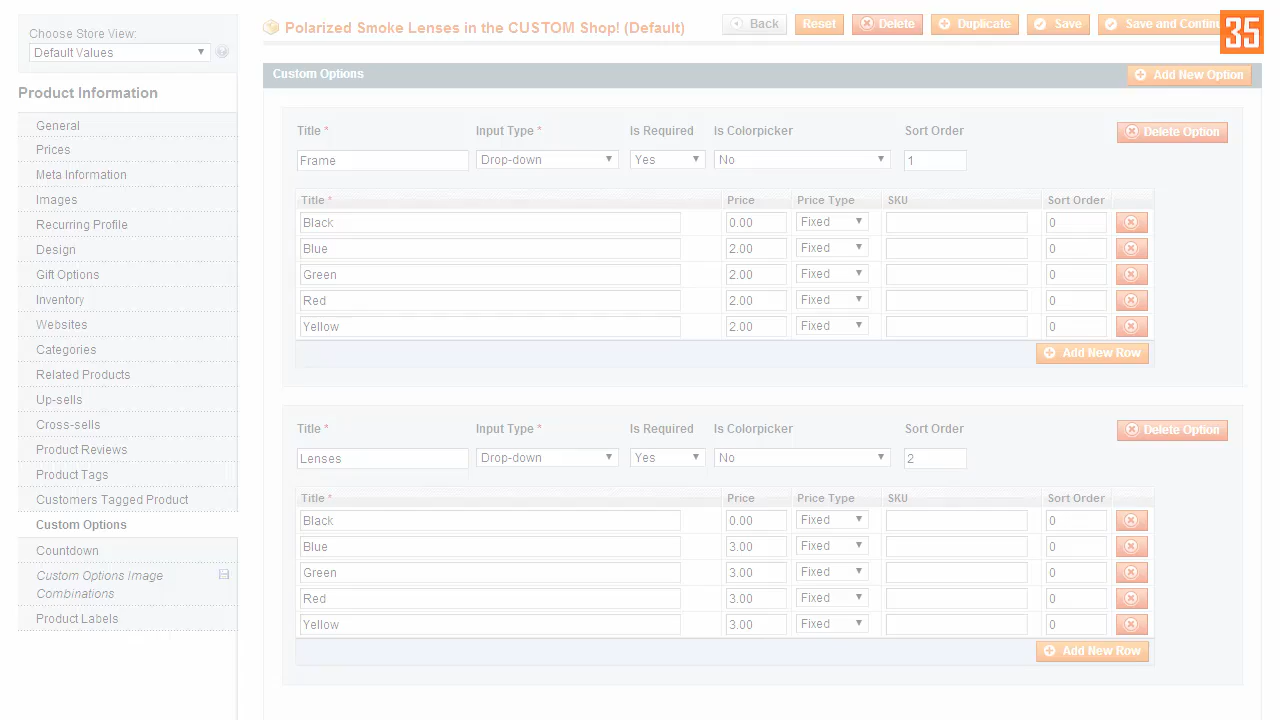 Choose Store View:
Default Values
Product Information
General
Prices
Meta Information
Images
Recurring Profile
Design
Gift Options
Inventory
Websites
Categories
Related Products
Up-sells
Cross-sells
Product Reviews
Product Tags
Customers Tagged Product
Custom Options
Countdown
Custom Options Image
Combinations
Product Labels
Polarized Smoke Lenses in the CUSTOM Shop! (Default)
Back Reset Delete Duplicate Save Save and Continu
35
Custom Options Add New Option
Title * Input Type * Is Required Is Colorpicker Sort Order Delete Option
Frame Drop-down Yes No 1
Title * Price Price Type SKU Sort Order
Black 0.00 Fixed 0
Blue 2.00 Fixed 0
Green 2.00 Fixed 0
Red 2.00 Fixed 0
Yellow 2.00 Fixed 0
Add New Row
Title * Input Type * Is Required Is Colorpicker Sort Order Delete Option
Lenses Drop-down Yes No 2
Title * Price Price Type SKU Sort Order
Black 0.00 Fixed 0
Blue 3.00 Fixed 0
Green 3.00 Fixed 0
Red 3.00 Fixed 0
Yellow 3.00 Fixed 0
Add New Row